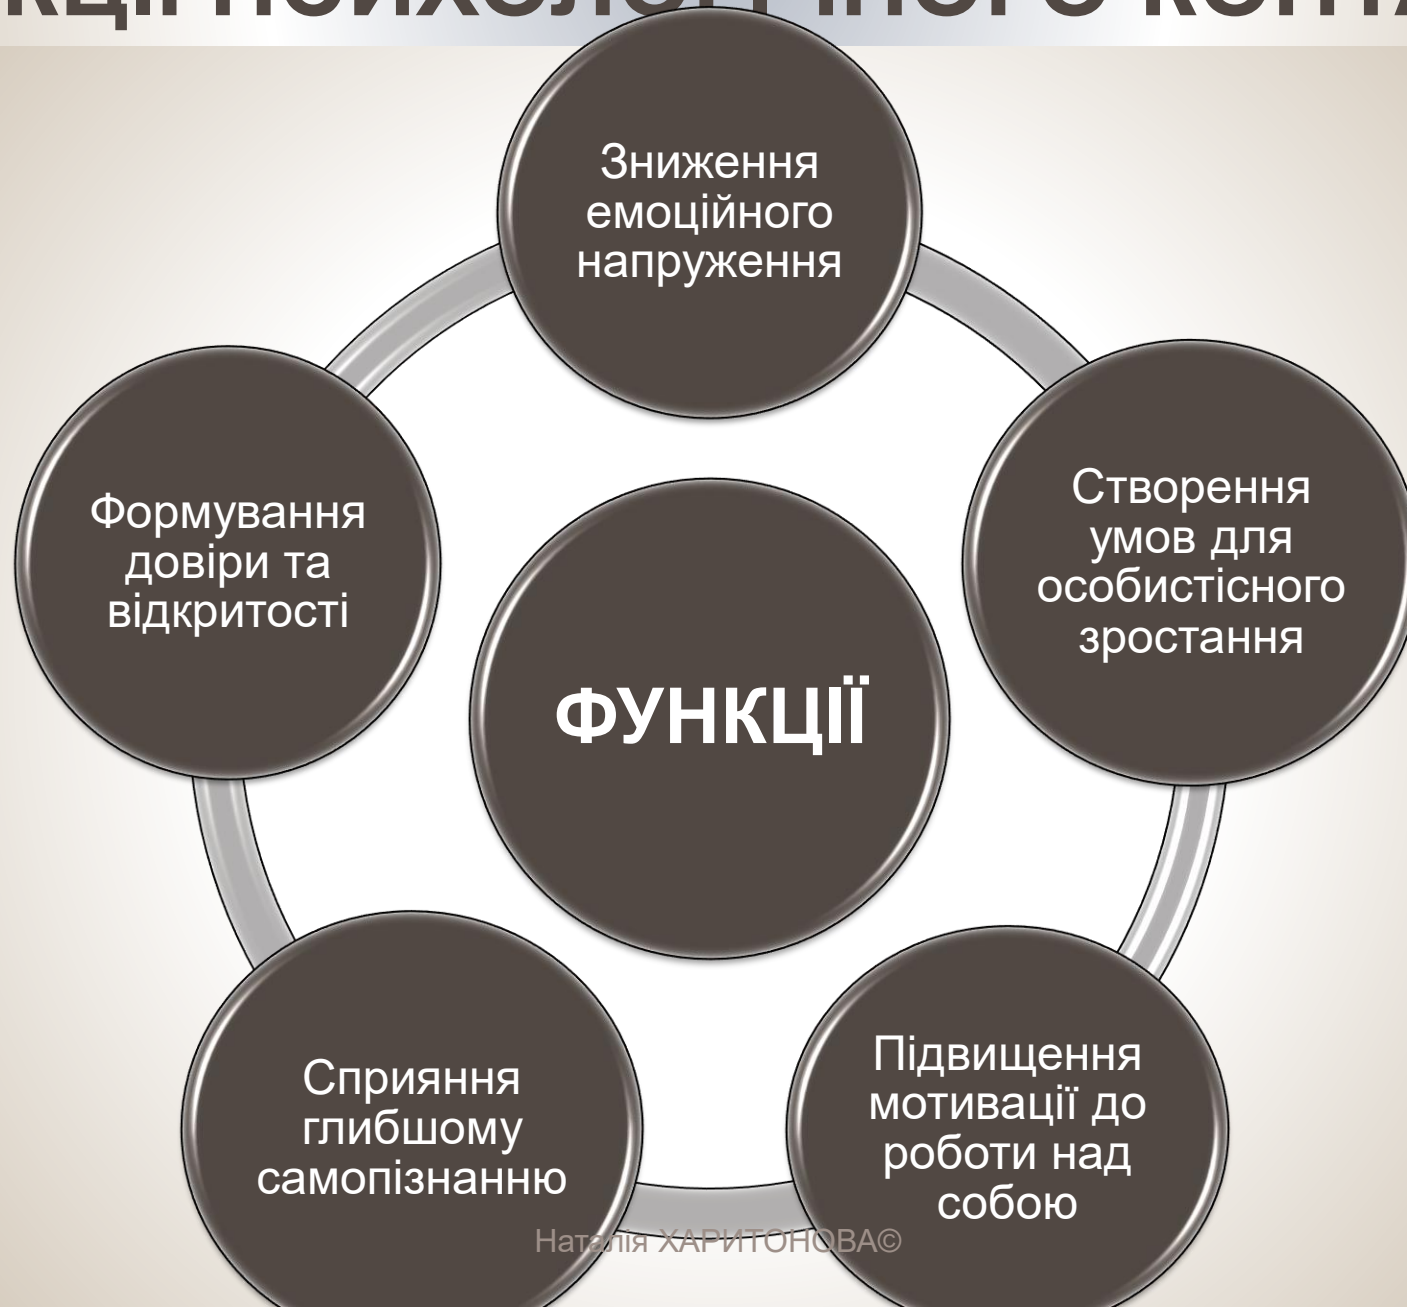 ПСИХОЛОГІЧНОГО
Зниження
емоційного
напруження
Створення
умов для
особистісного
зростання
Підвищення
мотивації до
роботи над
собою
Сприяння
глибшому
самопізнанню
Формування
довіри та
відкритості
ФУНКЦІЇ
Наталія ХАРИТОНОВА©